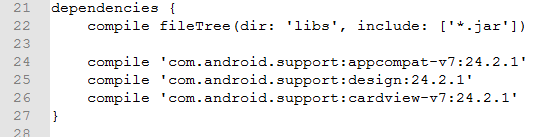 21 dependencies {
22     compile fileTree(dir: 'libs', include: ['*.jar'])
23
24     compile 'com.android.support:appcompat-v7:24.2.1'
25     compile 'com.android.support:design:24.2.1'
26     compile 'com.android.support:cardview-v7:24.2.1'
27 }
28